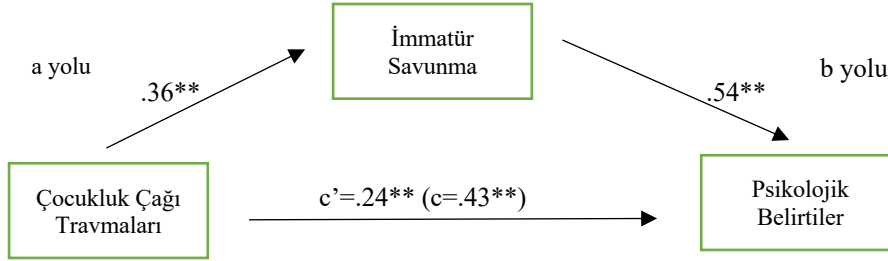 İmmatür
Savunma
a yolu
b yolu
.36**
.54**
Çocukluk Çağı
Travmaları
c’=.24** (c=.43**)
Psikolojik
Belirtiler